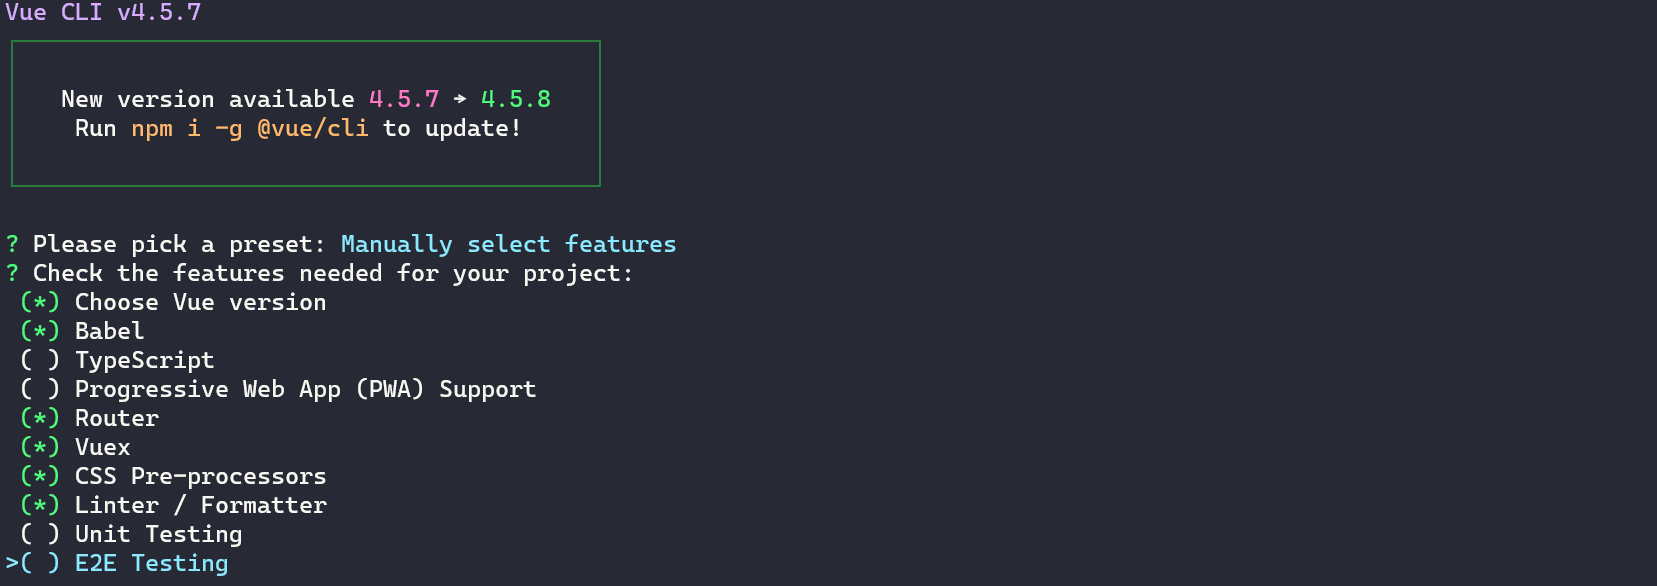 Vue CLI v4.5.7
New version available 4.5.7 → 4.5.8
Run npm i -g @vue/cli to update!
? Please pick a preset: Manually select features
? Check the features needed for your project:
(*) Choose Vue version
(*) Babel
( ) TypeScript
( ) Progressive Web App (PWA) Support
(*) Router
(*) Vuex
(*) CSS Pre-processors
(*) Linter / Formatter
( ) Unit Testing
>( ) E2E Testing